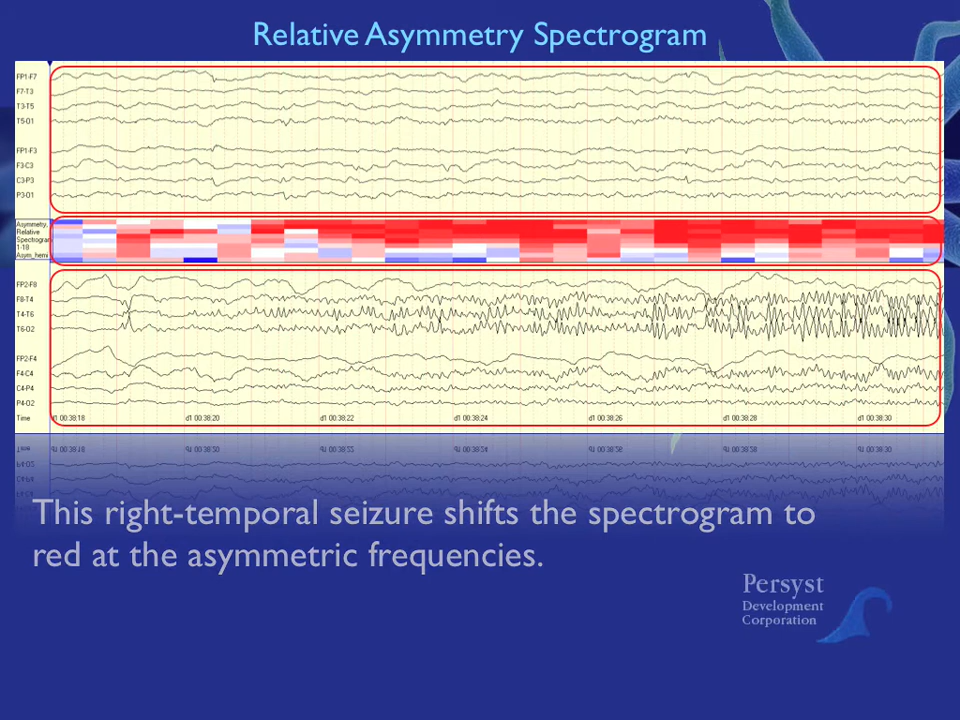 Relative Asymmetry Spectrogram
FP1-F7
F7-T3
T3-T5
T5-O1
FP1-F3
F3-C3
C3-P3
P3-O1
Asymmetry,
Relative
Spectrogram
1-18
Asym_hemi
FP2-F8
F8-T4
T4-T6
T6-O2
FP2-F4
F4-C4
C4-P4
P4-O2
Time d1 00:38:18 d1 00:38:20 d1 00:38:22 d1 00:38:24 d1 00:38:26 d1 00:38:28 d1 00:38:30
This right-temporal seizure shifts the spectrogram to
red at the asymmetric frequencies.
Persyst
Development
Corporation